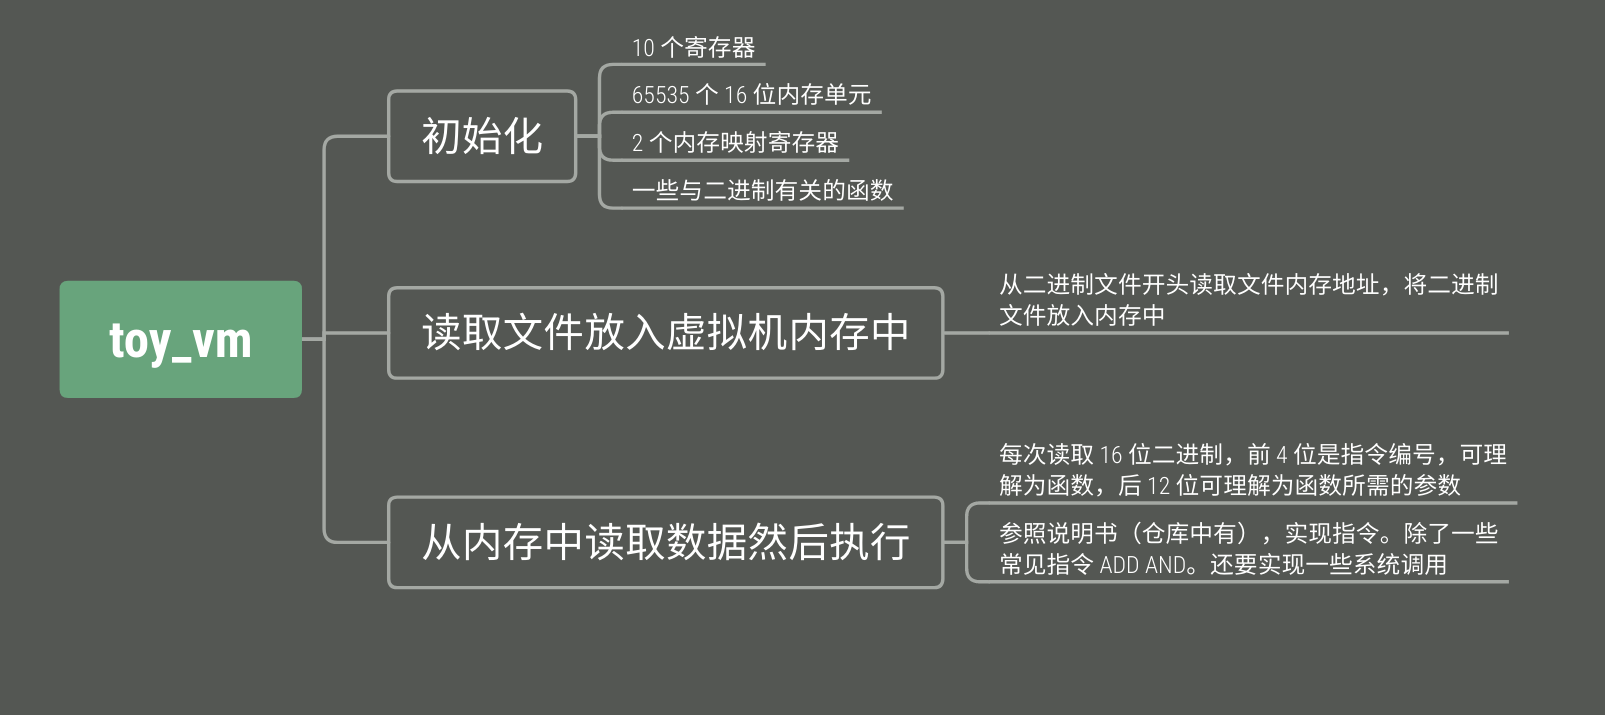 toy_vm
初始化
10 个寄存器
65535 个 16 位内存单元
2 个内存映射寄存器
一些与二进制有关的函数
读取文件放入虚拟机内存中
从二进制文件开头读取文件内存地址，将二进制
文件放入内存中
从内存中读取数据然后执行
每次读取 16 位二进制，前 4 位是指令编号，可理
解为函数，后 12 位可理解为函数所需的参数
参照说明书（仓库中有），实现指令。除了一些
常见指令 ADD AND。还要实现一些系统调用